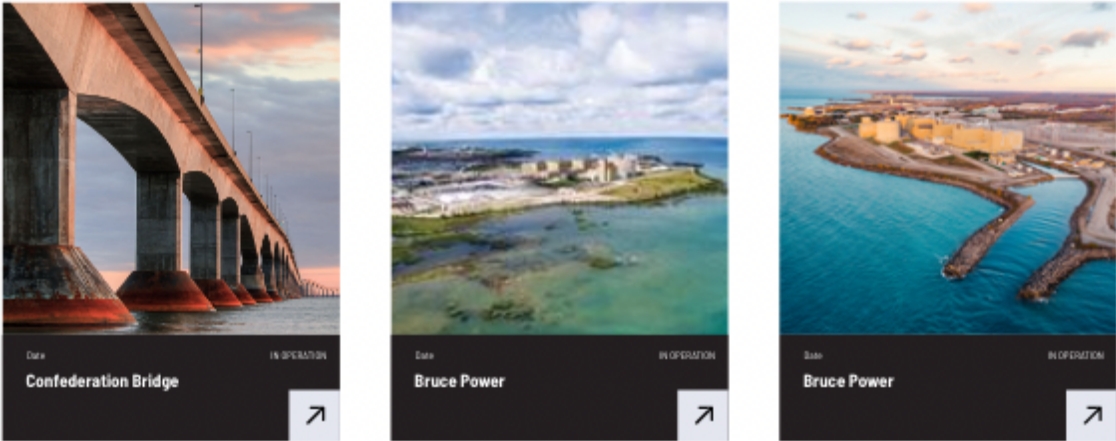 Date IN OPERATION
Confederation Bridge
Date IN OPERATION
Bruce Power
Date IN OPERATION
Bruce Power